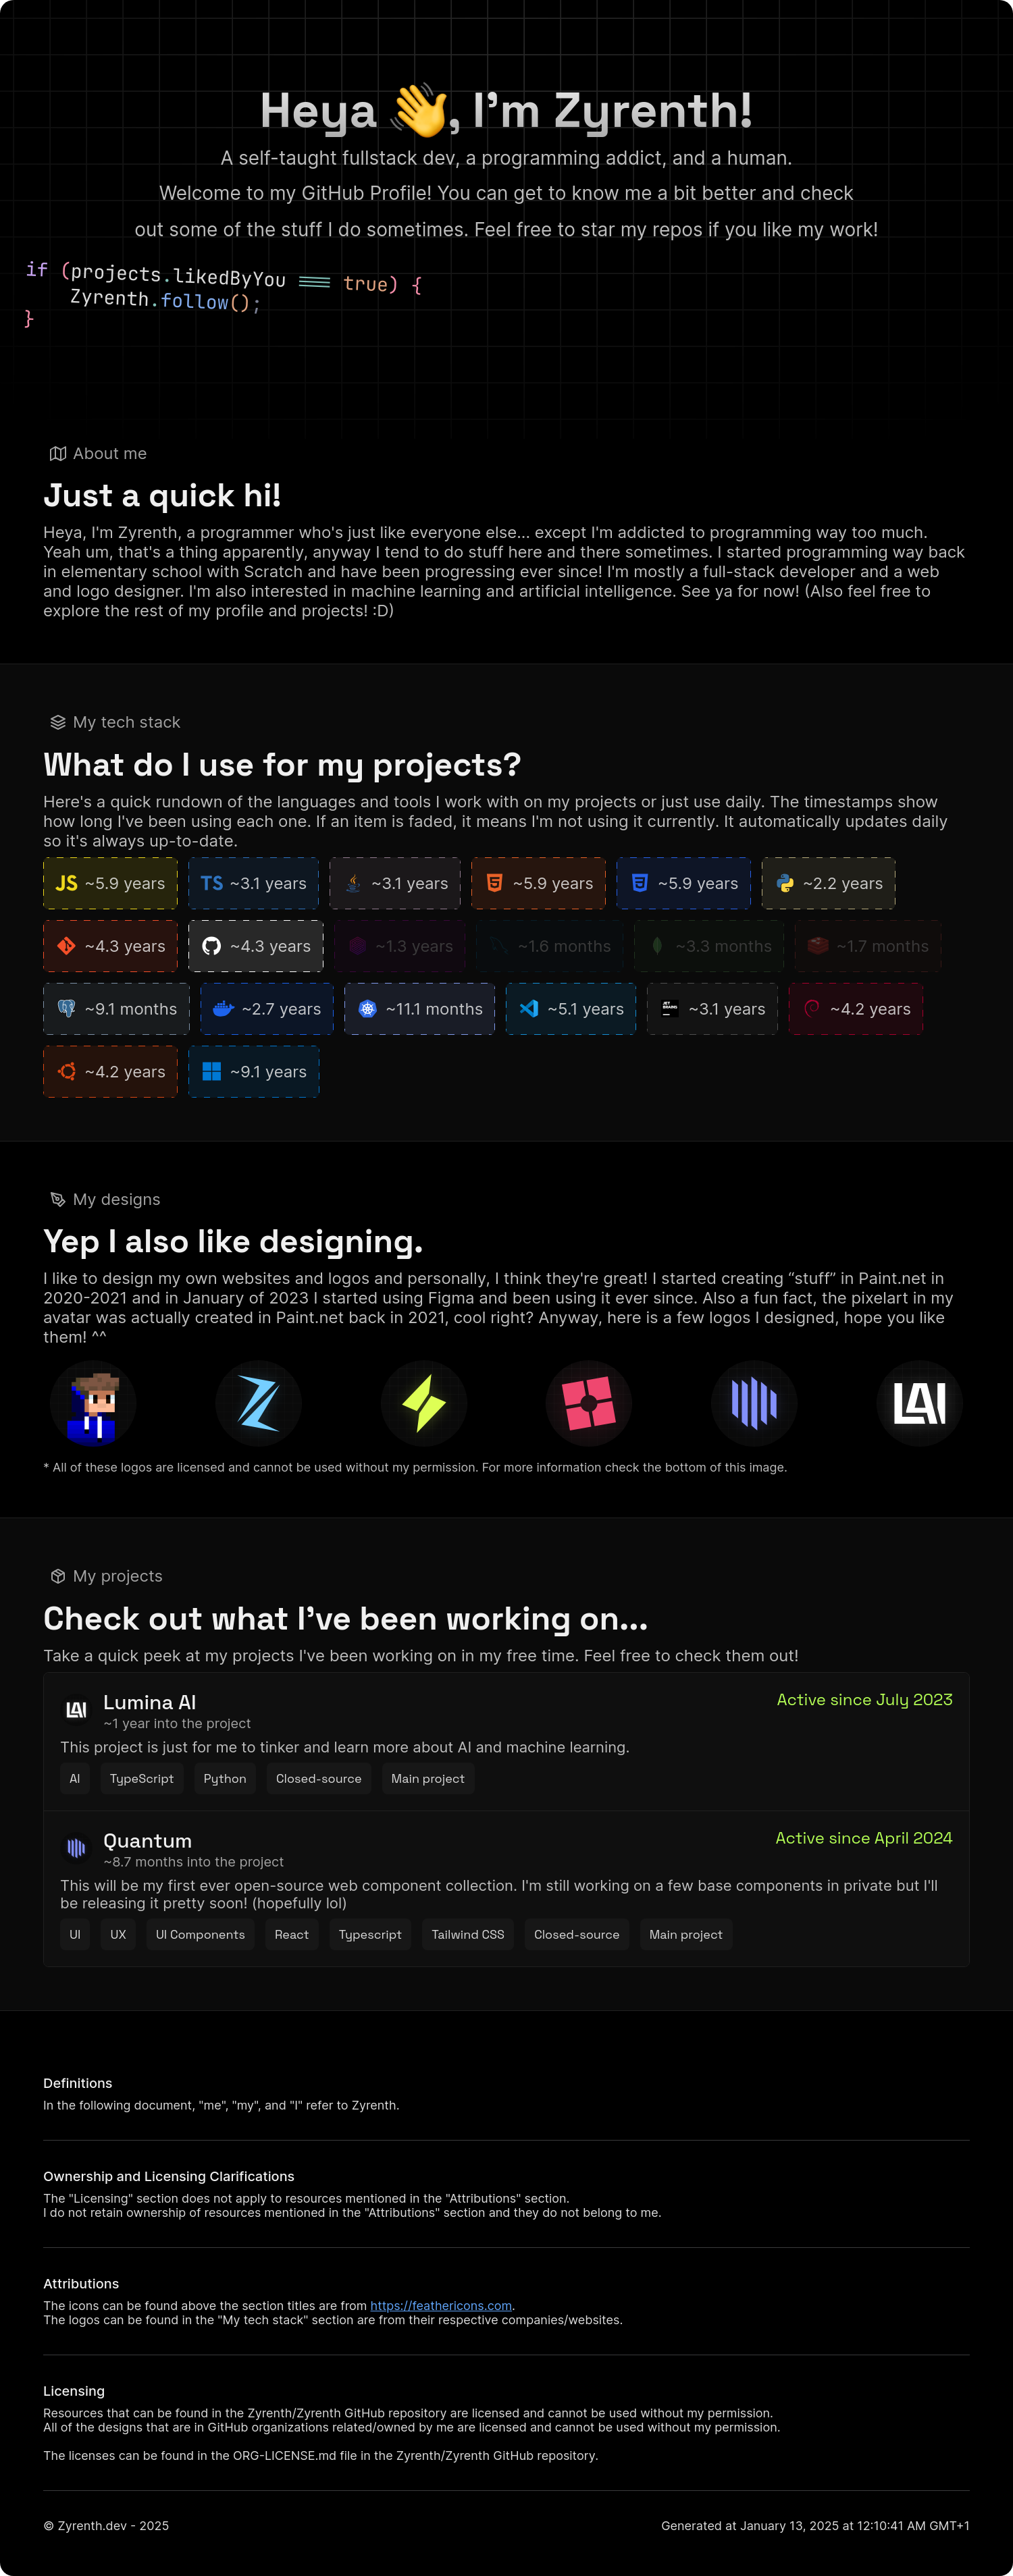 Heya 👋, I’m Zyrenth!
A self-taught fullstack dev, a programming addict, and a human.
Welcome to my GitHub Profile! You can get to know me a bit better and check
out some of the stuff I do sometimes. Feel free to star my repos if you like my work!
if (projects.likedByYou === true) {
Zyrenth.follow();
}
About me
Just a quick hi!
Heya, I'm Zyrenth, a programmer who's just like everyone else... except I'm addicted to programming way too much.
Yeah um, that's a thing apparently, anyway I tend to do stuff here and there sometimes. I started programming way back
in elementary school with Scratch and have been progressing ever since! I'm mostly a full-stack developer and a web
and logo designer. I'm also interested in machine learning and artificial intelligence. See ya for now! (Also feel free to
explore the rest of my profile and projects! :D)
My tech stack
What do I use for my projects?
Here's a quick rundown of the languages and tools I work with on my projects or just use daily. The timestamps show
how long I've been using each one. If an item is faded, it means I'm not using it currently. It automatically updates daily
so it's always up-to-date.
JS ~5.9 years TS ~3.1 years ~3.1 years ~5.9 years ~5.9 years ~2.2 years
~4.3 years ~4.3 years ~1.3 years ~1.6 months ~3.3 months ~1.7 months
~9.1 months ~2.7 years ~11.1 months ~5.1 years JET BRAINS ~3.1 years ~4.2 years
~4.2 years ~9.1 years
My designs
Yep I also like designing.
I like to design my own websites and logos and personally, I think they're great! I started creating “stuff” in Paint.net in
2020-2021 and in January of 2023 I started using Figma and been using it ever since. Also a fun fact, the pixelart in my
avatar was actually created in Paint.net back in 2021, cool right? Anyway, here is a few logos I designed, hope you like
them! ^^
LAI
* All of these logos are licensed and cannot be used without my permission. For more information check the bottom of this image.
My projects
Check out what I’ve been working on...
Take a quick peek at my projects I've been working on in my free time. Feel free to check them out!
LAI Lumina AI Active since July 2023
~1 year into the project
This project is just for me to tinker and learn more about AI and machine learning.
AI TypeScript Python Closed-source Main project
Quantum Active since April 2024
~8.7 months into the project
This will be my first ever open-source web component collection. I'm still working on a few base components in private but I'll
be releasing it pretty soon! (hopefully lol)
UI UX UI Components React Typescript Tailwind CSS Closed-source Main project
Definitions
In the following document, "me", "my", and "I" refer to Zyrenth.
Ownership and Licensing Clarifications
The "Licensing" section does not apply to resources mentioned in the "Attributions" section.
I do not retain ownership of resources mentioned in the "Attributions" section and they do not belong to me.
Attributions
The icons can be found above the section titles are from https://feathericons.com.
The logos can be found in the "My tech stack" section are from their respective companies/websites.
Licensing
Resources that can be found in the Zyrenth/Zyrenth GitHub repository are licensed and cannot be used without my permission.
All of the designs that are in GitHub organizations related/owned by me are licensed and cannot be used without my permission.
The licenses can be found in the ORG-LICENSE.md file in the Zyrenth/Zyrenth GitHub repository.
© Zyrenth.dev - 2025 Generated at January 13, 2025 at 12:10:41 AM GMT+1